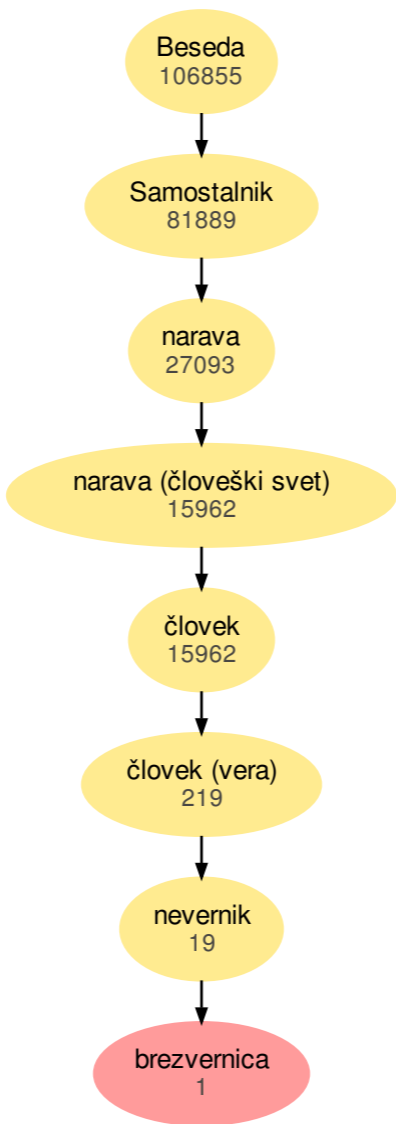 Beseda
106855
Samostalnik
81889
narava
27093
narava (človeški svet)
15962
človek
15962
človek (vera)
219
nevernik
19
brezvernica
1